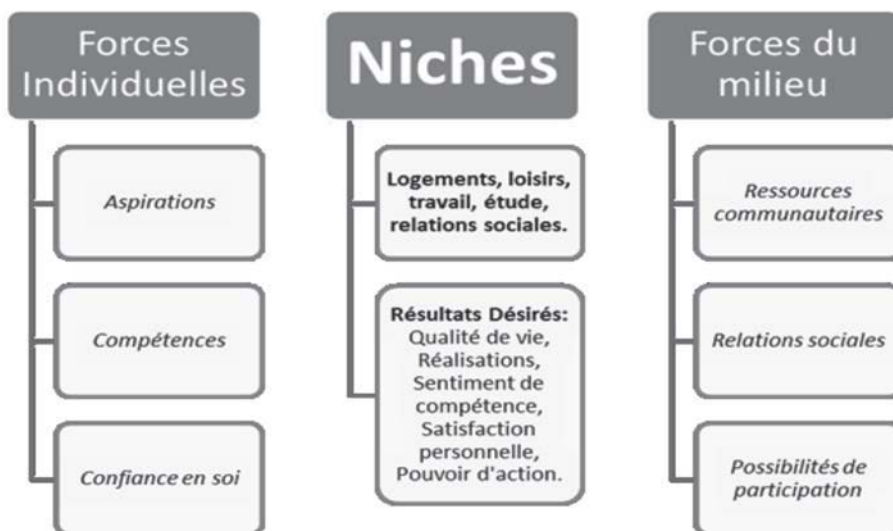 Forces
Individuelles
Aspirations
Compétences
Confiance en soi
Niches
Logements, loisirs,
travail, étude,
relations sociales.
Résultats Désirés:
Qualité de vie,
Réalisations,
Sentiment de
compétence,
Satisfaction
personnelle,
Pouvoir d'action.
Forces du
milieu
Ressources
communautaires
Relations sociales
Possibilités de
participation